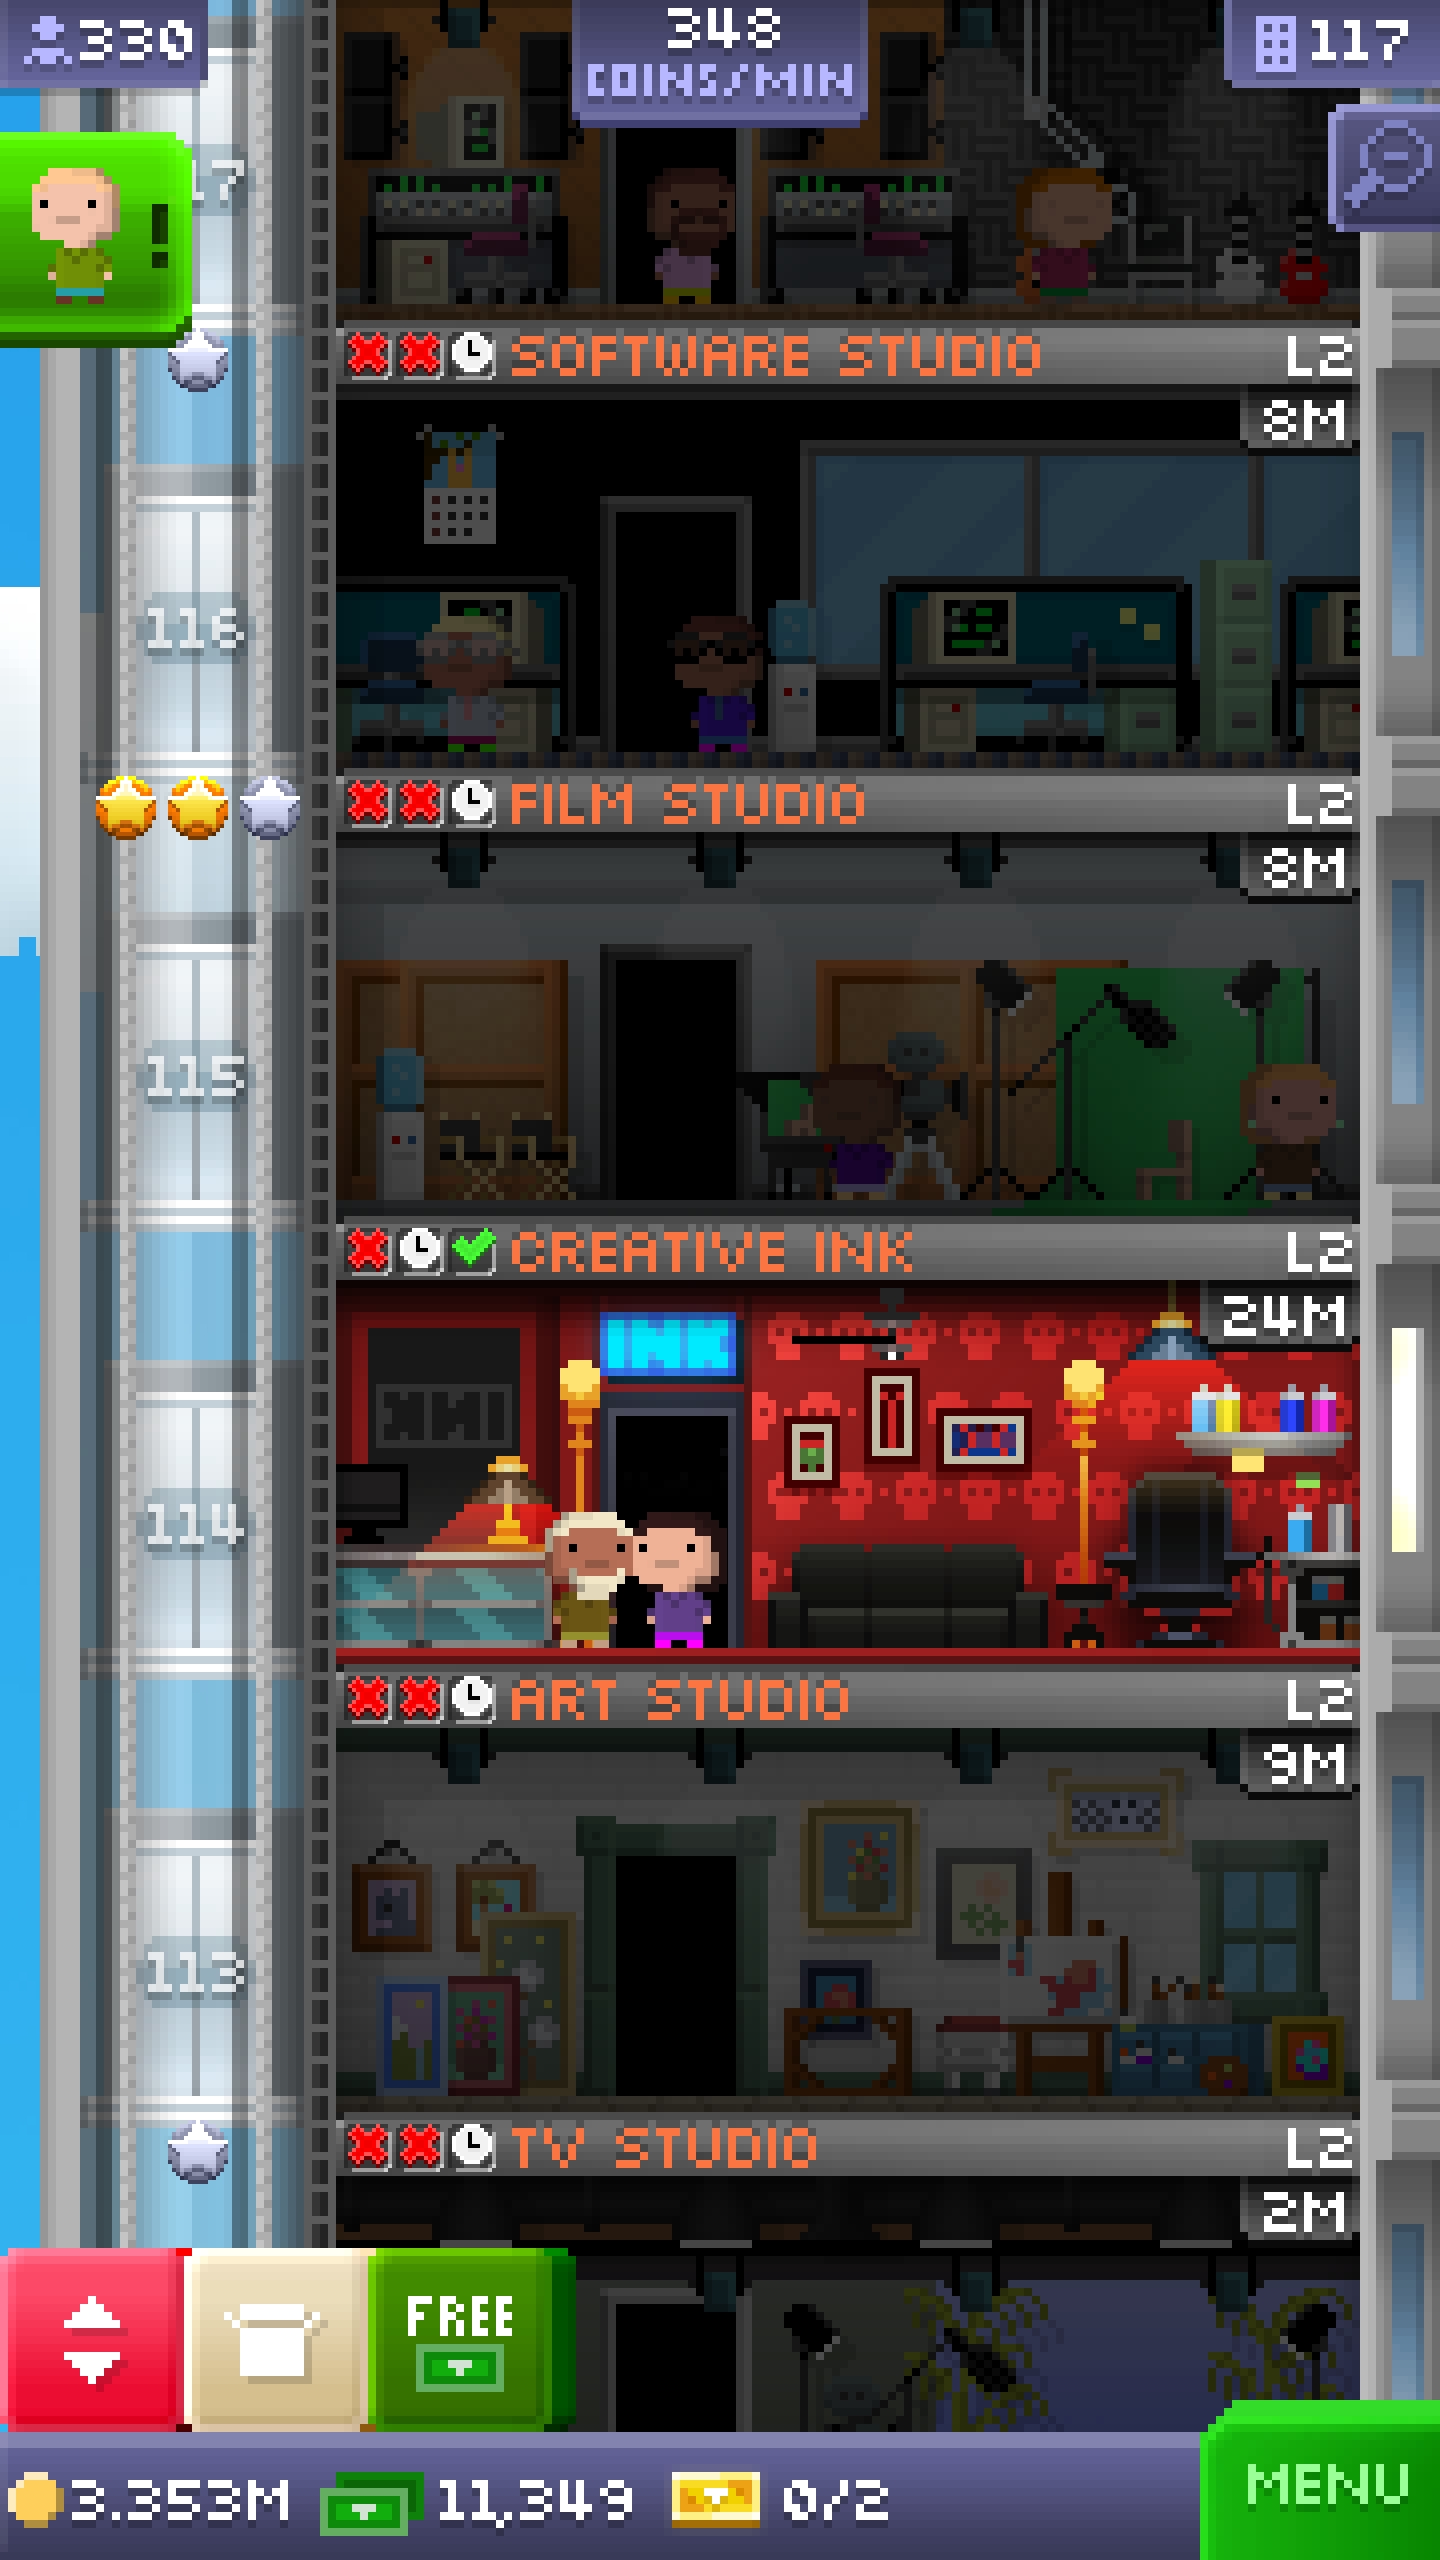 330
348
COINS/MIN
117
17
!
SOFTWARE STUDIO L2
8M
116
FILM STUDIO L2
8M
115
CREATIVE INK L2
24M
INK
114
ART STUDIO L2
9M
113
TV STUDIO L2
2M
FREE
3.353M 11,349 0/2
MENU